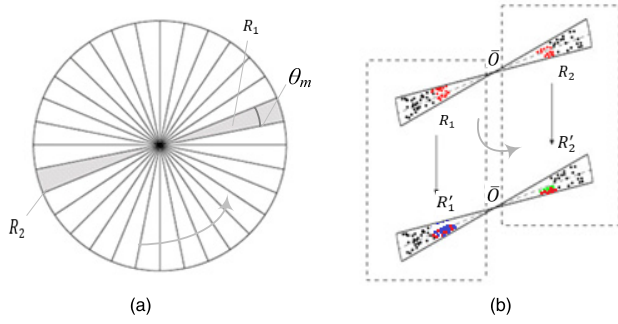 R₁
θₘ
R₂
(a)
Ō
R₂
R₁
R′₂
R′₁
Ō
(b)